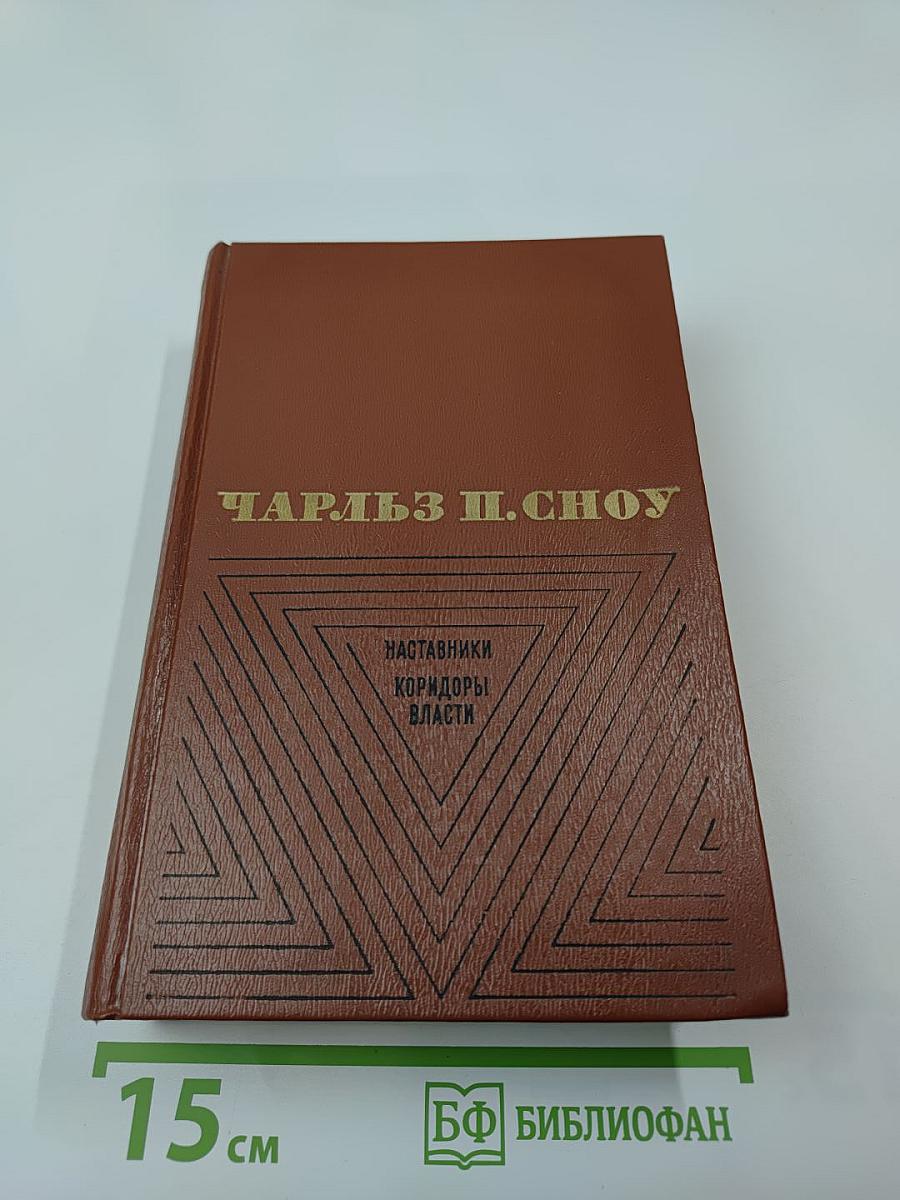 ЧАРЛЬЗ П. СНОУ
НАСТАВНИКИ
КОРИДОРЫ
ВЛАСТИ
15 см
БФ БИБЛИОФАН